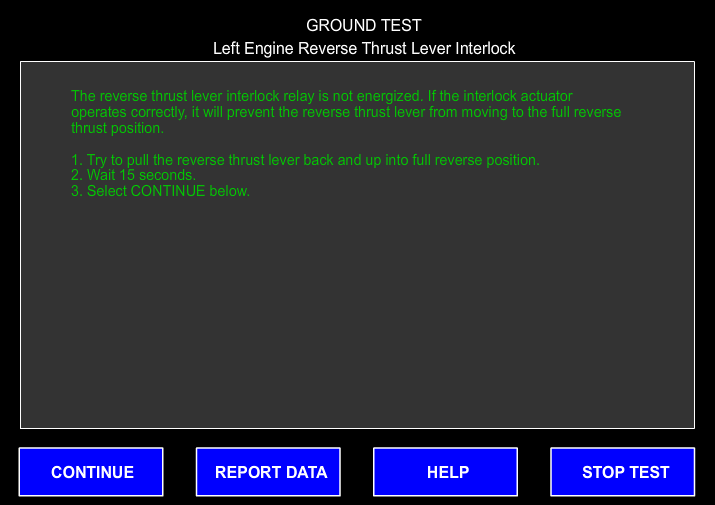 GROUND TEST
Left Engine Reverse Thrust Lever Interlock
The reverse thrust lever interlock relay is not energized. If the interlock actuator
operates correctly, it will prevent the reverse thrust lever from moving to the full reverse
thrust position.
1. Try to pull the reverse thrust lever back and up into full reverse position.
2. Wait 15 seconds.
3. Select CONTINUE below.
CONTINUE
REPORT DATA
HELP
STOP TEST